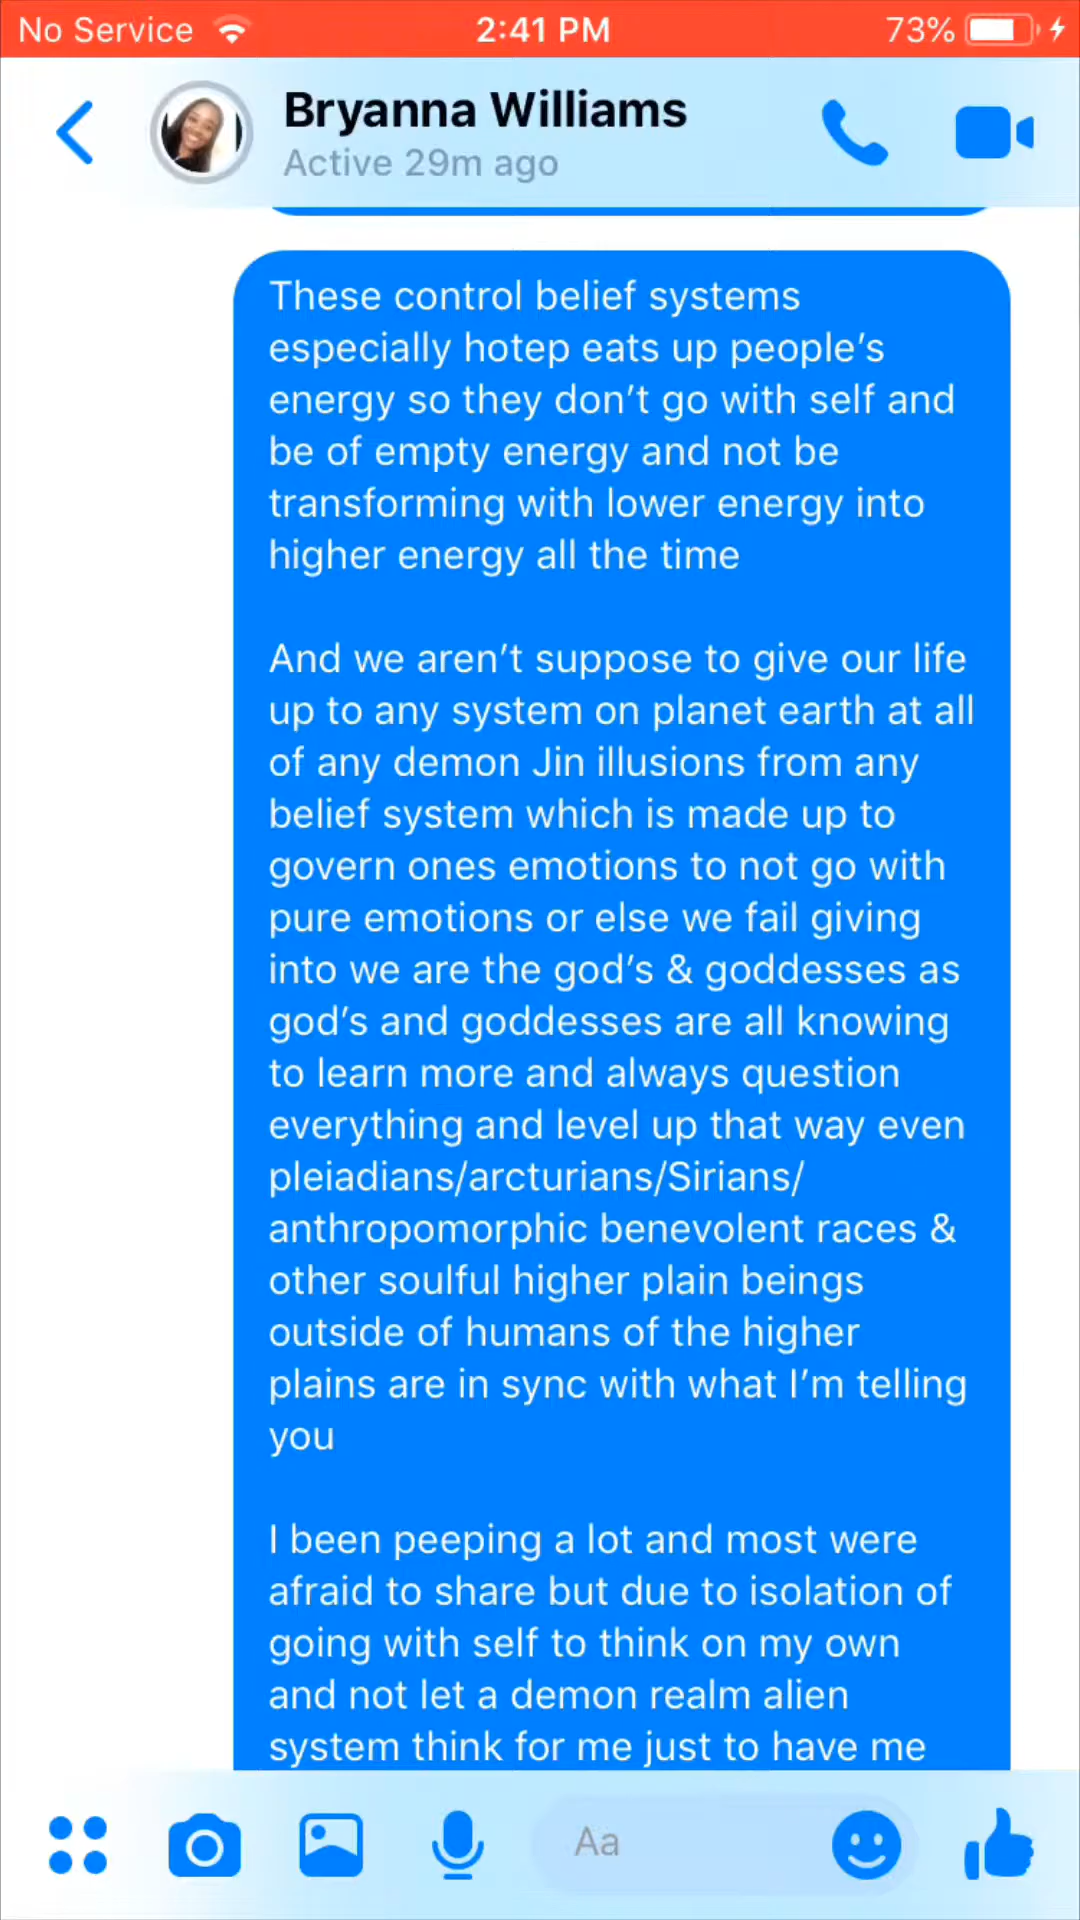 No Service 2:41 PM 73%
Bryanna Williams
Active 29m ago
These control belief systems
especially hotep eats up people’s
energy so they don’t go with self and
be of empty energy and not be
transforming with lower energy into
higher energy all the time
And we aren’t suppose to give our life
up to any system on planet earth at all
of any demon Jin illusions from any
belief system which is made up to
govern ones emotions to not go with
pure emotions or else we fail giving
into we are the god’s & goddesses as
god’s and goddesses are all knowing
to learn more and always question
everything and level up that way even
pleiadians/arcturians/Sirians/
anthropomorphic benevolent races &
other soulful higher plain beings
outside of humans of the higher
plains are in sync with what I’m telling
you
I been peeping a lot and most were
afraid to share but due to isolation of
going with self to think on my own
and not let a demon realm alien
system think for me just to have me
Aa